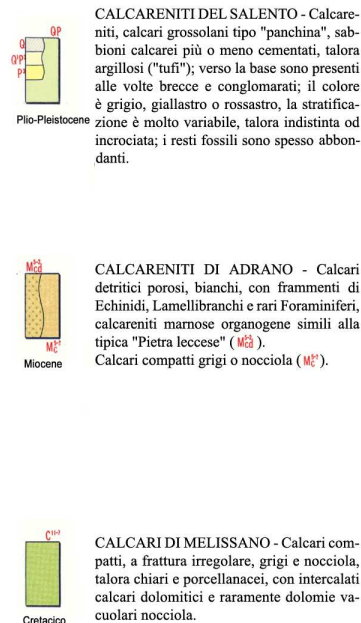 QP
Q
Q¹P³
P³
Plio-Pleistocene
CALCARENITI DEL SALENTO - Calcare-
niti, calcari grossolani tipo "panchina", sab-
bioni calcarei più o meno cementati, talora
argillosi ("tufi"); verso la base sono presenti
alle volte brecce e conglomerati; il colore
è grigio, giallastro o rossastro, la stratifica-
zione è molto variabile, talora indistinta od
incrociata; i resti fossili sono spesso abbon-
danti.
Miocene
CALCARENITI DI ADRANO - Calcari
detritici porosi, bianchi, con frammenti di
Echinidi, Lamellibranchi e rari Foraminiferi,
calcareniti marnose organogene simili alla
tipica "Pietra leccese" ( ).
Calcari compatti grigi o nocciola ( ).
Cretacico
CALCARI DI MELISSANO - Calcari com-
patti, a frattura irregolare, grigi e nocciola,
talora chiari e porcellanacei, con intercalati
calcari dolomitici e raramente dolomie va-
cuolari nocciola.